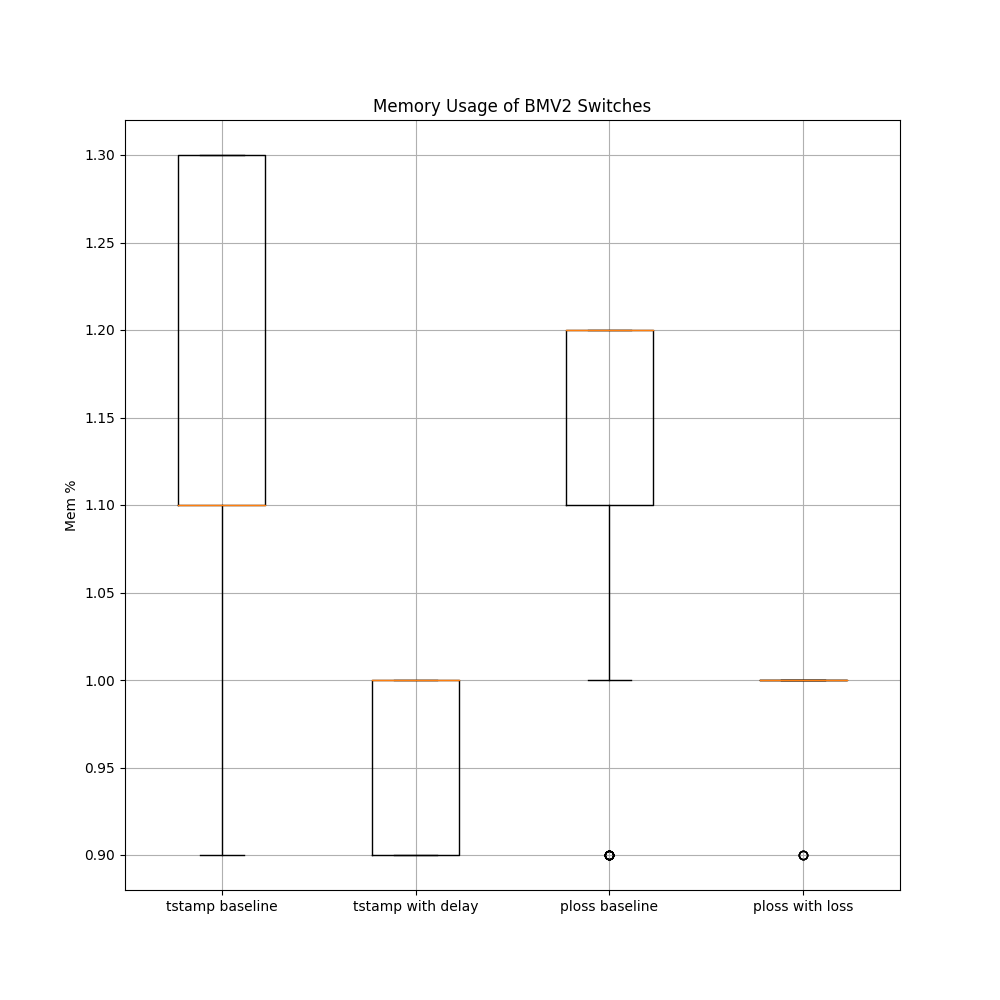 Memory Usage of BMV2 Switches
1.30
1.25
1.20
1.15
1.10
1.05
1.00
0.95
0.90
Mem %
tstamp baseline
tstamp with delay
ploss baseline
ploss with loss